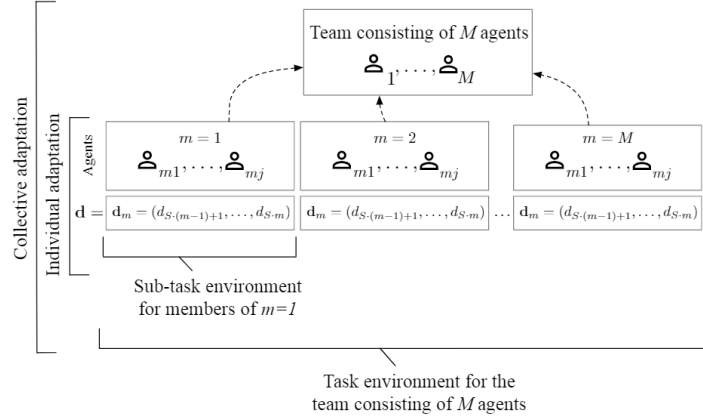 Team consisting of M agents
1, . . . , M
Collective adaptation
Individual adaptation
Agents
m = 1
m1, . . . , mj
m = 2
m1, . . . , mj
m = M
m1, . . . , mj
d =
d_m = (d_{S·(m−1)+1}, . . . , d_{S·m})
d_m = (d_{S·(m−1)+1}, . . . , d_{S·m})
...
d_m = (d_{S·(m−1)+1}, . . . , d_{S·m})
Sub-task environment
for members of m=1
Task environment for the
team consisting of M agents